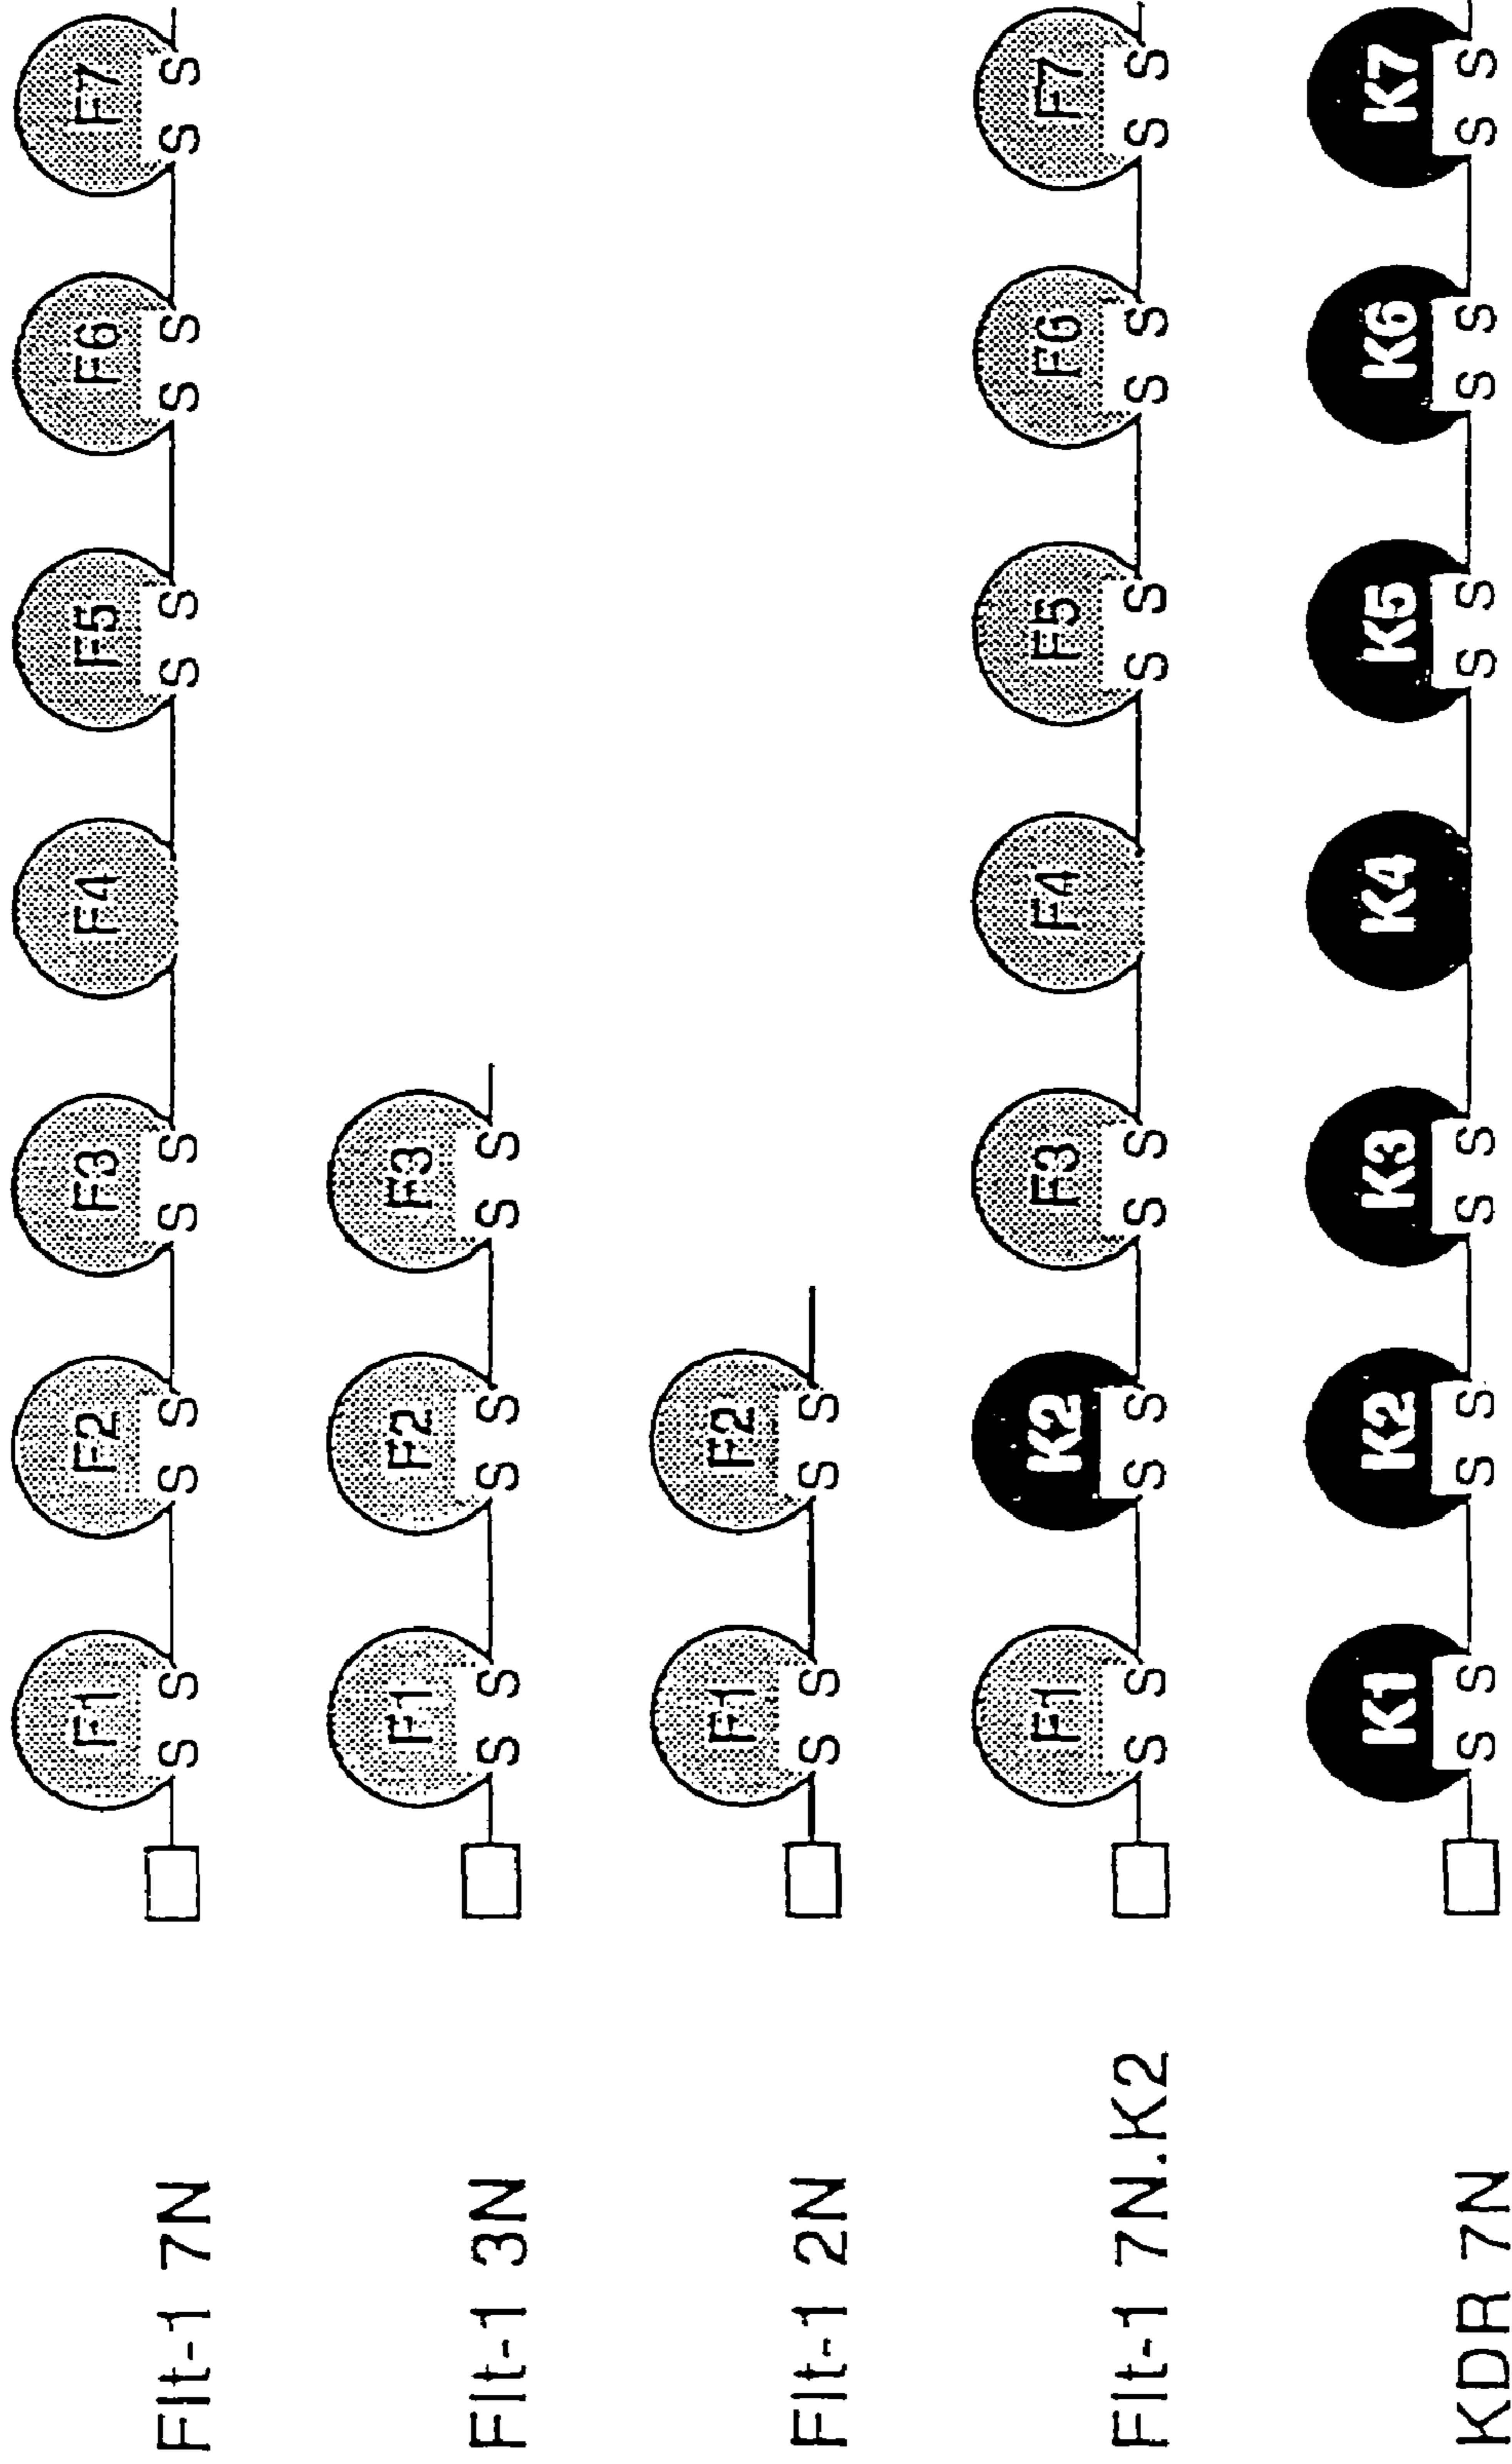 Flt-1 7N F1 F2 F3 F4 F5 F6 F7
S S S S S S S S S S S S
Flt-1 3N F1 F2 F3
S S S S S S
Flt-1 2N F1 F2
S S S S
Flt-1 7N.K2 F1 K2 F3 F4 F5 F6 F7
S S S S S S S S S S S S
KDR 7N K1 K2 K3 K4 K5 K6 K7
S S S S S S S S S S S S